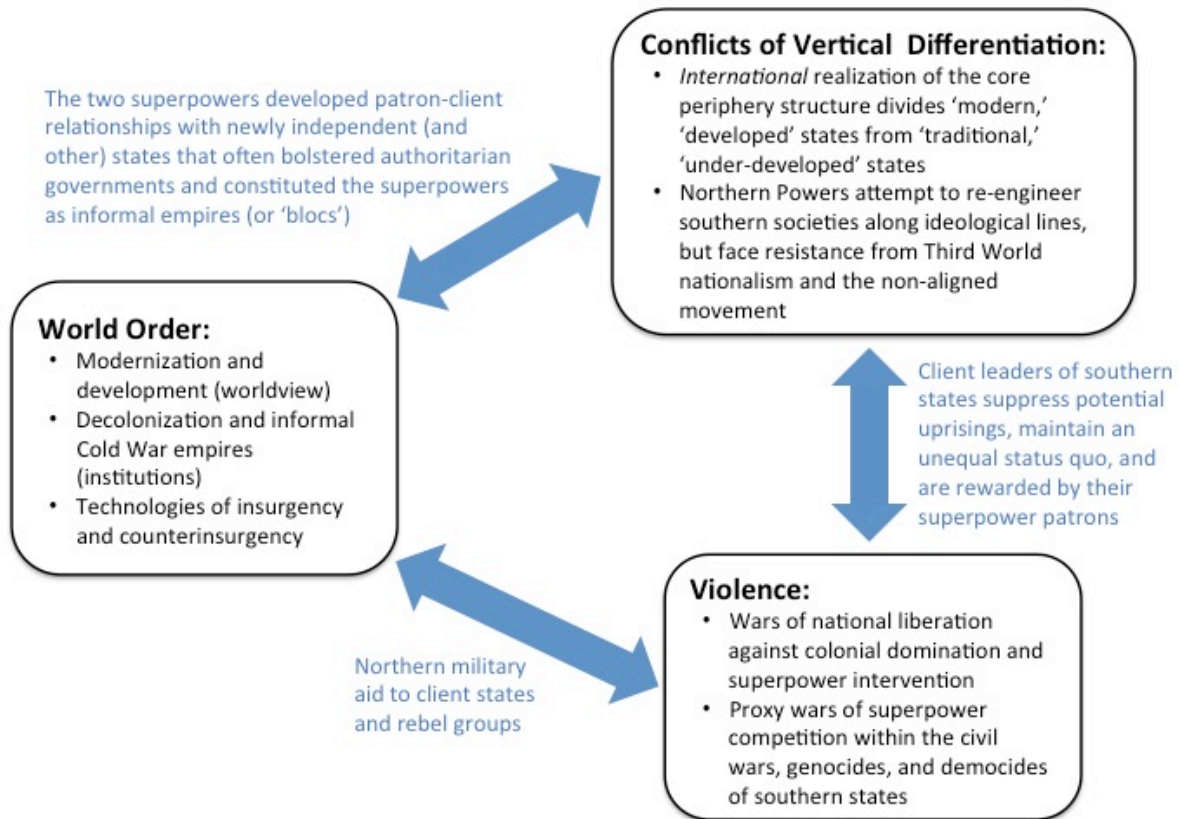 Conflicts of Vertical  Differentiation:
• International realization of the core
periphery structure divides ‘modern,’
‘developed’ states from ‘traditional,’
‘under-developed’ states
• Northern Powers attempt to re-engineer
southern societies along ideological lines,
but face resistance from Third World
nationalism and the non-aligned
movement
The two superpowers developed patron-client
relationships with newly independent (and
other) states that often bolstered authoritarian
governments and constituted the superpowers
as informal empires (or ‘blocs’)
World Order:
• Modernization and
development (worldview)
• Decolonization and informal
Cold War empires
(institutions)
• Technologies of insurgency
and counterinsurgency
Client leaders of southern
states suppress potential
uprisings, maintain an
unequal status quo, and
are rewarded by their
superpower patrons
Violence:
• Wars of national liberation
against colonial domination and
superpower intervention
• Proxy wars of superpower
competition within the civil
wars, genocides, and democides
of southern states
Northern military
aid to client states
and rebel groups